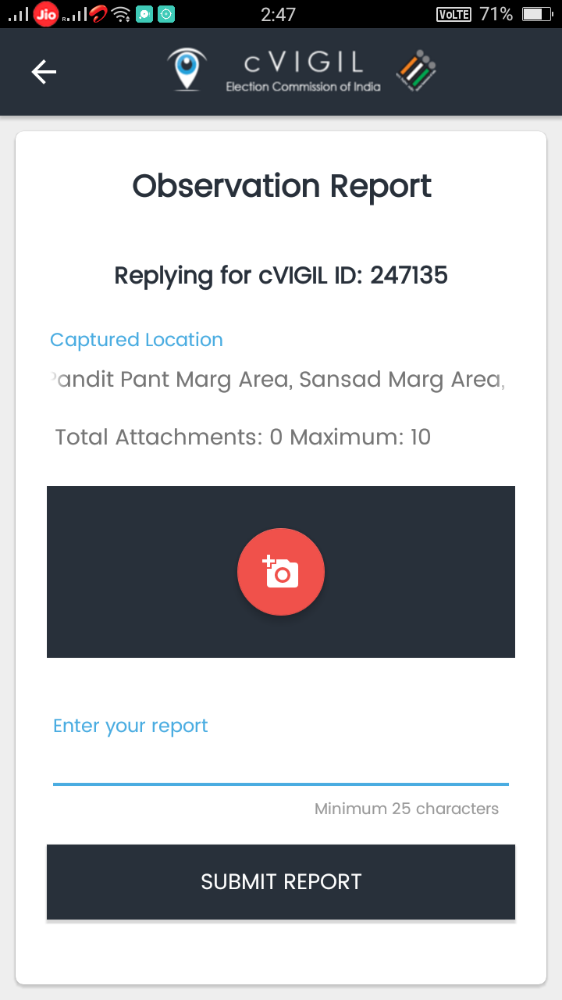 Jio R 2:47 VoLTE 71%
cVIGIL
Election Commission of India
Observation Report
Replying for cVIGIL ID: 247135
Captured Location
Pandit Pant Marg Area, Sansad Marg Area,
Total Attachments: 0 Maximum: 10
Enter your report
Minimum 25 characters
SUBMIT REPORT